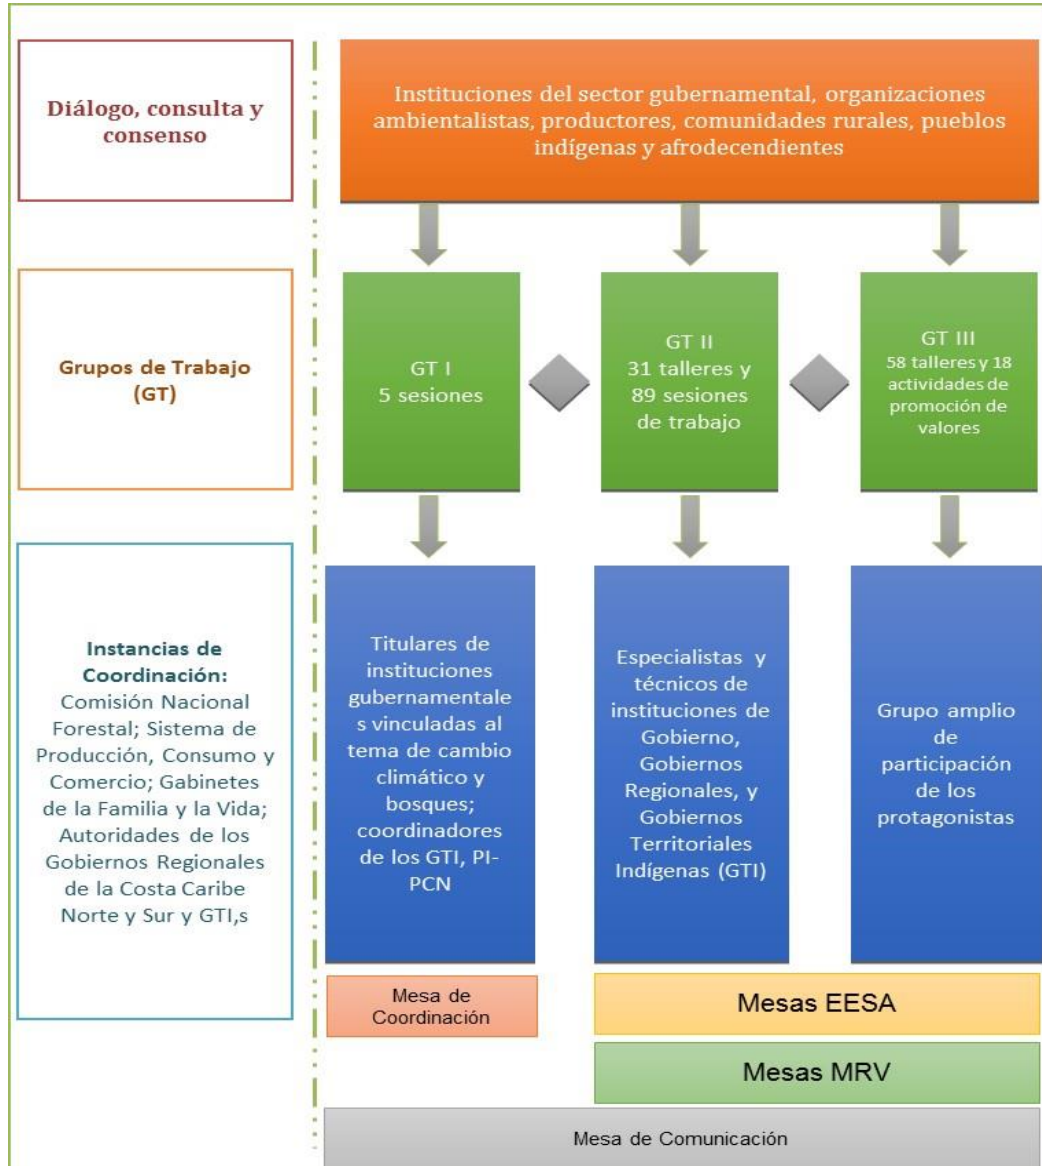 Diálogo, consulta y
consenso
Instituciones del sector gubernamental, organizaciones
ambientalistas, productores, comunidades rurales, pueblos
indígenas y afrodecendientes
Grupos de Trabajo
(GT)
GT I
5 sesiones
GT II
31 talleres y
89 sesiones
de trabajo
GT III
58 talleres y 18
actividades de
promoción de
valores
Instancias de
Coordinación:
Comisión Nacional
Forestal; Sistema de
Producción, Consumo y
Comercio; Gabinetes
de la Familia y la Vida;
Autoridades de los
Gobiernos Regionales
de la Costa Caribe
Norte y Sur y GTI,s
Titulares de
instituciones
gubernamentale
s vinculadas al
tema de cambio
climático y
bosques;
coordinadores
de los GTI, PI-
PCN
Especialistas y
técnicos de
instituciones de
Gobierno,
Gobiernos
Regionales, y
Gobiernos
Territoriales
Indígenas (GTI)
Grupo amplio
de
participación
de los
protagonistas
Mesa de
Coordinación
Mesas EESA
Mesas MRV
Mesa de Comunicación